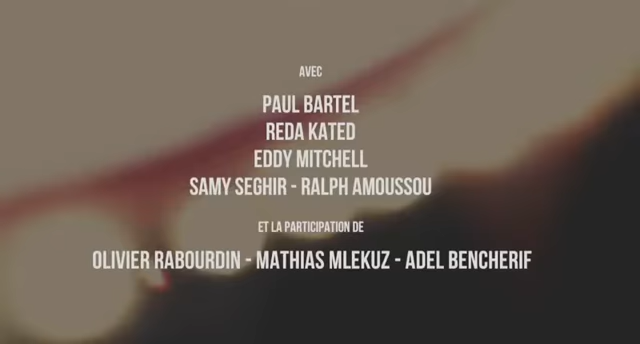 AVEC
PAUL BARTEL
REDA KATED
EDDY MITCHELL
SAMY SEGHIR - RALPH AMOUSSOU
ET LA PARTICIPATION DE
OLIVIER RABOURDIN - MATHIAS MLEKUZ - ADEL BENCHERIF